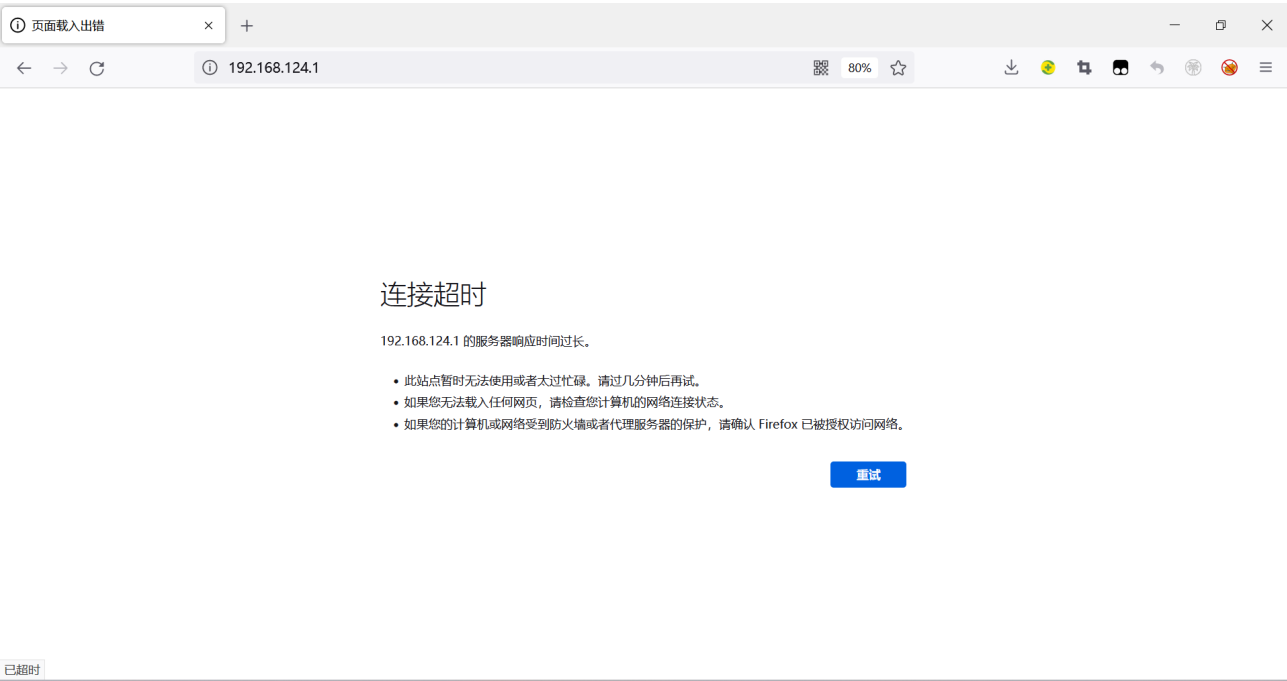 页面载入出错
192.168.124.1
80%
连接超时
192.168.124.1 的服务器响应时间过长。
此站点暂时无法使用或者太过忙碌。请过几分钟后再试。
如果您无法载入任何网页，请检查您计算机的网络连接状态。
如果您的计算机或网络受到防火墙或者代理服务器的保护，请确认 Firefox 已被授权访问网络。
重试
已超时